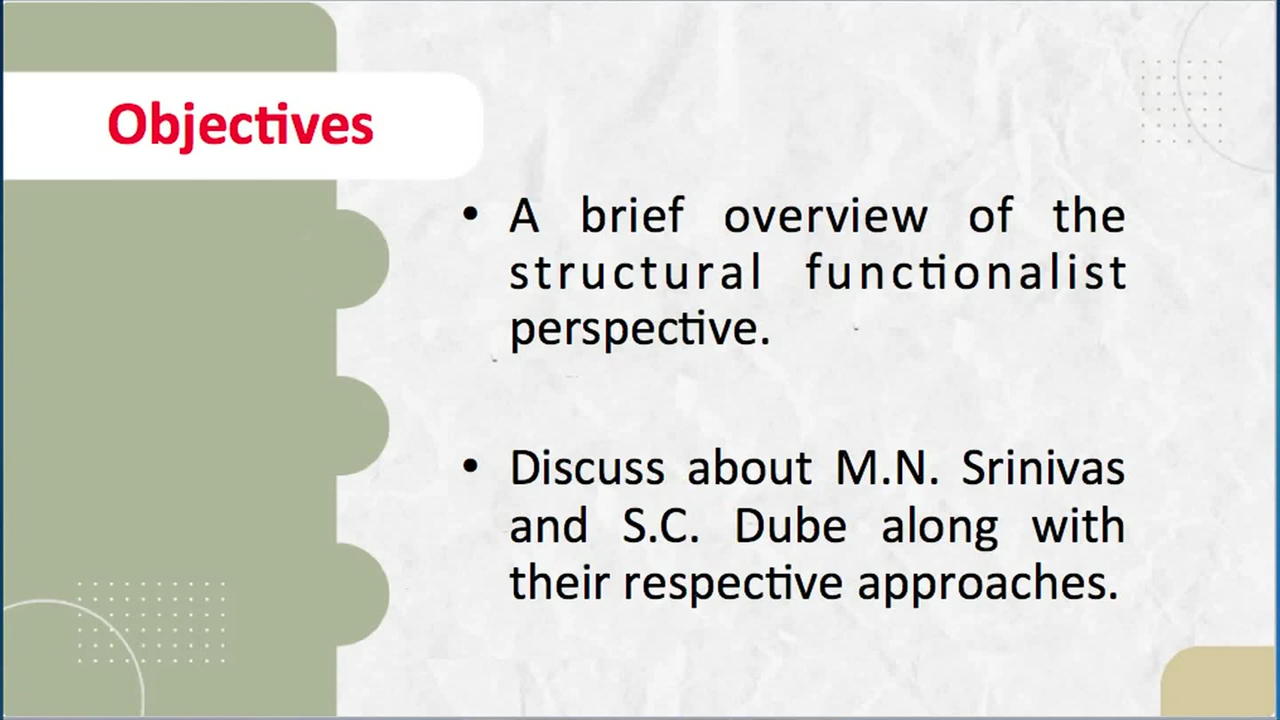 Objectives
• A brief overview of the
structural functionalist
perspective.
• Discuss about M.N. Srinivas
and S.C. Dube along with
their respective approaches.